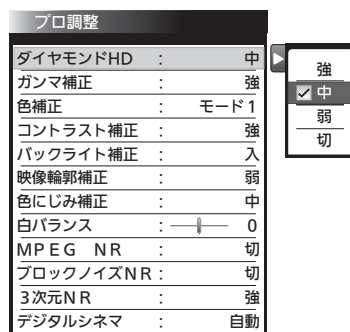 プロ調整
ダイヤモンドHD : 中
ガンマ補正 : 強
色補正 : モード1
コントラスト補正 : 強
バックライト補正 : 入
映像輪郭補正 : 弱
色にじみ補正 : 中
白バランス : 0
MPEG NR : 切
ブロックノイズNR : 切
3次元NR : 強
デジタルシネマ : 自動
強
中
弱
切